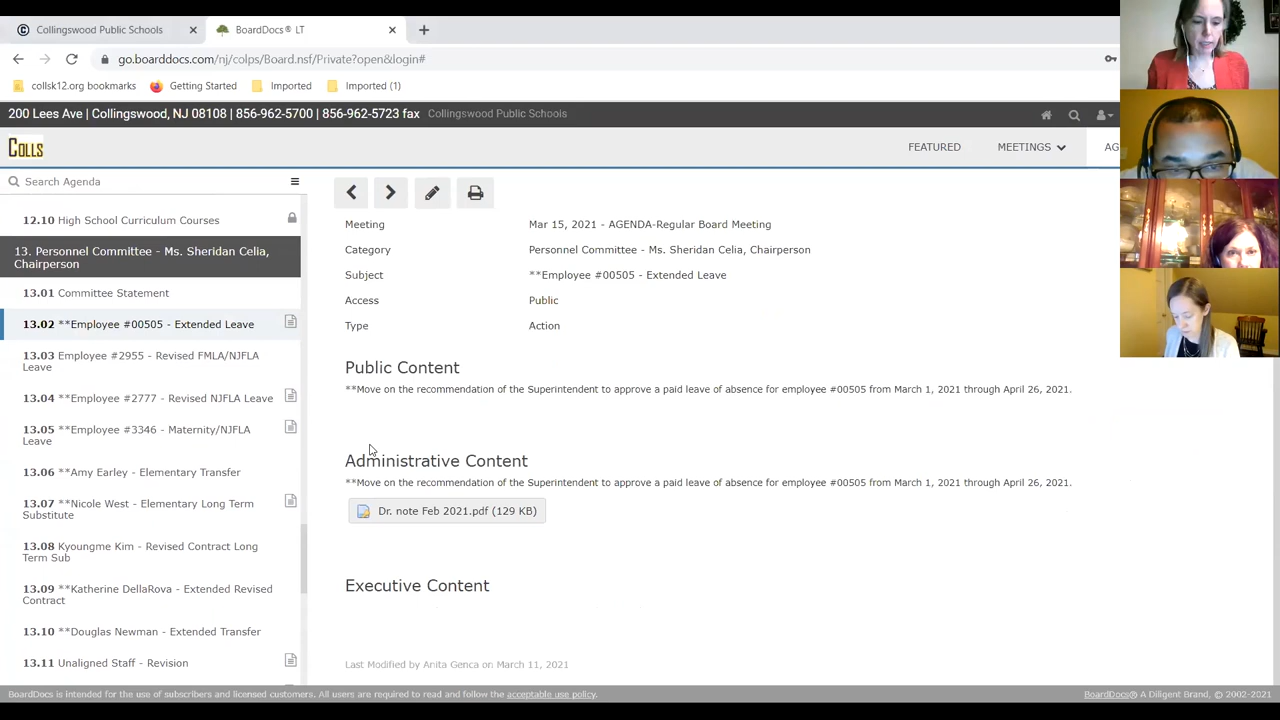 Collingswood Public Schools
BoardDocs® LT
go.boarddocs.com/nj/colps/Board.nsf/Private?open&login#
collsk12.org bookmarks
Getting Started
Imported
Imported (1)
200 Lees Ave | Collingswood, NJ 08108 | 856-962-5700 | 856-962-5723 fax
Collingswood Public Schools
COLLS
FEATURED
MEETINGS
AG
Search Agenda
12.10 High School Curriculum Courses
13. Personnel Committee - Ms. Sheridan Celia,
Chairperson
13.01 Committee Statement
13.02 **Employee #00505 - Extended Leave
13.03 Employee #2955 - Revised FMLA/NJFLA
Leave
13.04 **Employee #2777 - Revised NJFLA Leave
13.05 **Employee #3346 - Maternity/NJFLA
Leave
13.06 **Amy Earley - Elementary Transfer
13.07 **Nicole West - Elementary Long Term
Substitute
13.08 Kyoungme Kim - Revised Contract Long
Term Sub
13.09 **Katherine DellaRova - Extended Revised
Contract
13.10 **Douglas Newman - Extended Transfer
13.11 Unaligned Staff - Revision
Meeting Mar 15, 2021 - AGENDA-Regular Board Meeting
Category Personnel Committee - Ms. Sheridan Celia, Chairperson
Subject **Employee #00505 - Extended Leave
Access Public
Type Action
Public Content
**Move on the recommendation of the Superintendent to approve a paid leave of absence for employee #00505 from March 1, 2021 through April 26, 2021.
Administrative Content
**Move on the recommendation of the Superintendent to approve a paid leave of absence for employee #00505 from March 1, 2021 through April 26, 2021.
Dr. note Feb 2021.pdf (129 KB)
Executive Content
Last Modified by Anita Genca on March 11, 2021
BoardDocs is intended for the use of subscribers and licensed customers. All users are required to read and follow the acceptable use policy.
BoardDocs® A Diligent Brand, © 2002-2021